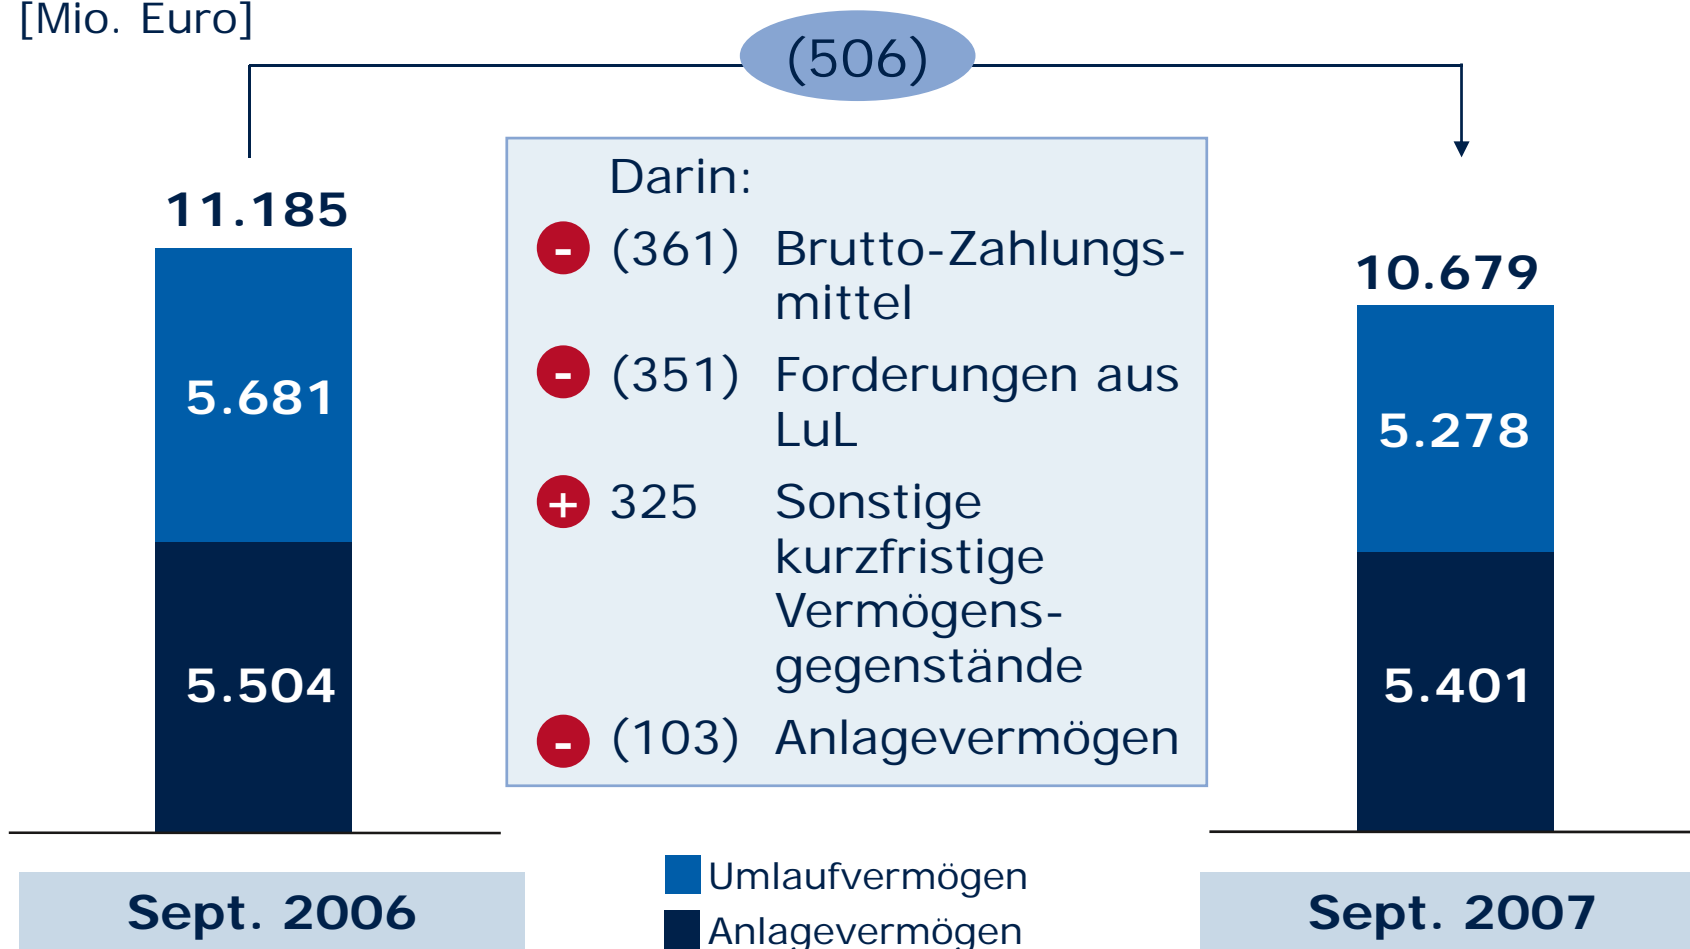 [Mio. Euro]
(506)
11.185
5.681
5.504
Sept. 2006
Darin:
- (361) Brutto-Zahlungs-
mittel
- (351) Forderungen aus
LuL
+ 325 Sonstige
kurzfristige
Vermögens-
gegenstände
- (103) Anlagevermögen
10.679
5.278
5.401
Sept. 2007
Umlaufvermögen
Anlagevermögen